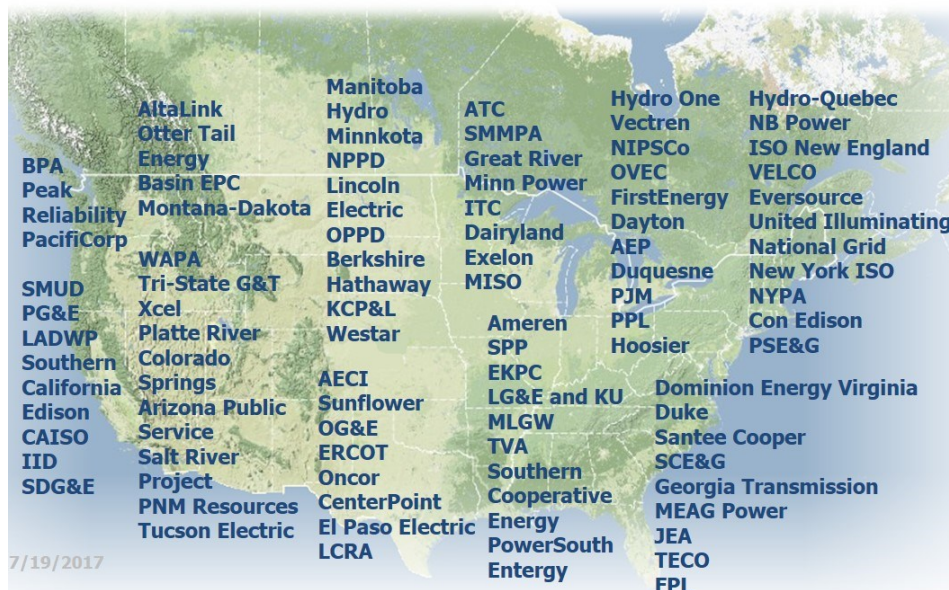 BPA
Peak
Reliability
PacifiCorp
SMUD
PG&E
LADWP
Southern
California
Edison
CAISO
IID
SDG&E
AltaLink
Otter Tail
Energy
Basin EPC
Montana-Dakota
WAPA
Tri-State G&T
Xcel
Platte River
Colorado
Springs
Arizona Public
Service
Salt River
Project
PNM Resources
Tucson Electric
Manitoba
Hydro
Minnkota
NPPD
Lincoln
Electric
OPPD
Berkshire
Hathaway
KCP&L
Westar
AECI
Sunflower
OG&E
ERCOT
Oncor
CenterPoint
El Paso Electric
LCRA
ATC
SMMPA
Great River
Minn Power
ITC
Dairyland
Exelon
MISO
Ameren
SPP
EKPC
LG&E and KU
MLGW
TVA
Southern
Cooperative
Energy
PowerSouth
Entergy
Hydro One
Vectren
NIPSCo
OVEC
FirstEnergy
Dayton
AEP
Duquesne
PJM
PPL
Hoosier
Hydro-Quebec
NB Power
ISO New England
VELCO
Eversource
United Illuminating
National Grid
New York ISO
NYPA
Con Edison
PSE&G
Dominion Energy Virginia
Duke
Santee Cooper
SCE&G
Georgia Transmission
MEAG Power
JEA
TECO
FPL
7/19/2017